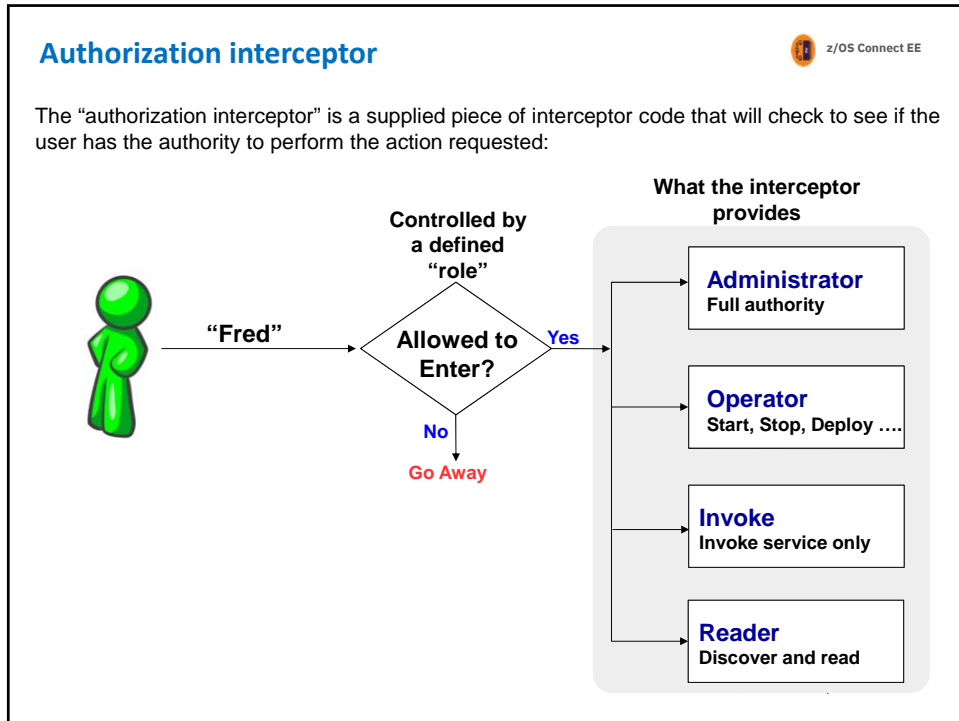 Authorization interceptor
z/OS Connect EE
The “authorization interceptor” is a supplied piece of interceptor code that will check to see if the
user has the authority to perform the action requested:
What the interceptor
provides
Controlled by
a defined
“role”
“Fred”
Allowed to
Enter?
Yes
No
Go Away
Administrator
Full authority
Operator
Start, Stop, Deploy ….
Invoke
Invoke service only
Reader
Discover and read